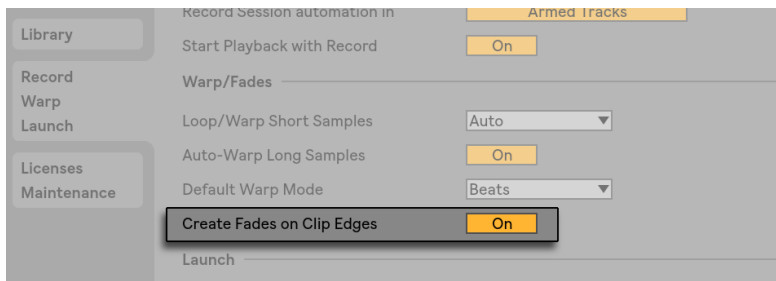 Library
Record
Warp
Launch
Licenses
Maintenance
Record Session automation in Armed Tracks
Start Playback with Record On
Warp/Fades
Loop/Warp Short Samples Auto
Auto-Warp Long Samples On
Default Warp Mode Beats
Create Fades on Clip Edges On
Launch